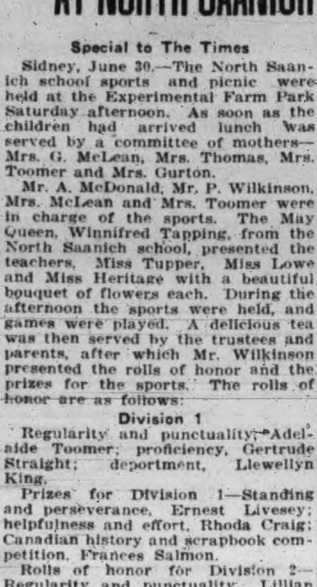 AT NORTH SAANICH
Special to The Times
Sidney, June 30.—The North Saan-
ich school sports and picnic were
held at the Experimental Farm Park
Saturday afternoon. As soon as the
children had arrived lunch was
served by a committee of mothers—
Mrs. G. McLean, Mrs. Thomas, Mrs.
Toomer and Mrs. Gurton.
Mr. A. McDonald, Mr. P. Wilkinson,
Mrs. McLean and Mrs. Toomer were
in charge of the sports. The May
Queen, Winnifred Tapping, from the
North Saanich school, presented the
teachers, Miss Tupper, Miss Lowe
and Miss Heritage with a beautiful
bouquet of flowers each. During the
afternoon the sports were held, and
games were played. A delicious tea
was then served by the trustees and
parents, after which Mr. Wilkinson
presented the rolls of honor and the
prizes for the sports. The rolls of
honor are as follows:
Division 1
Regularity and punctuality, Adel-
aide Toomer; proficiency, Gertrude
Straight; deportment, Llewellyn
King.
Prizes for Division 1—Standing
and perseverance, Ernest Livesey;
helpfulness and effort, Rhoda Craig;
Canadian history and scrapbook com-
petition, Frances Salmon.
Rolls of honor for Division 2—
Regularity and punctuality, Lillian